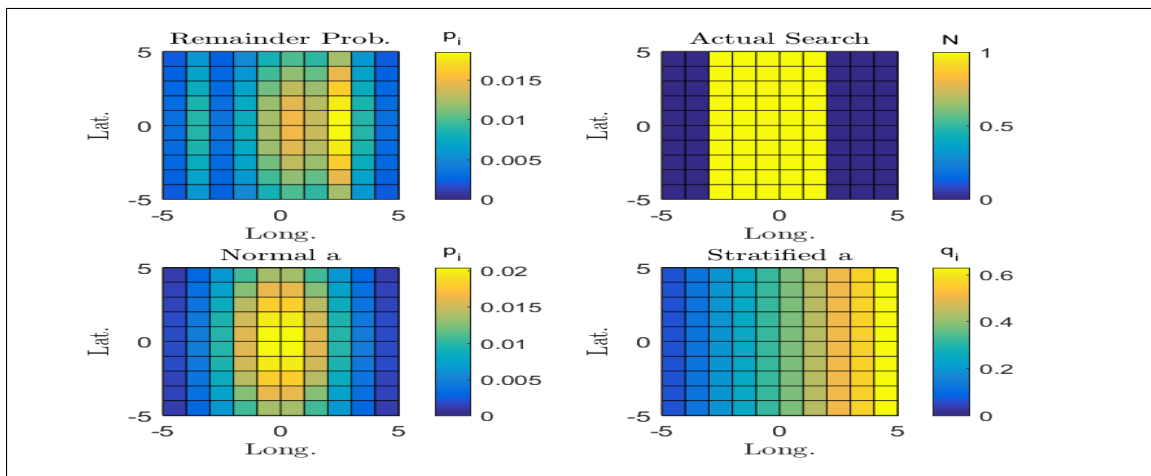 Remainder Prob.
p_i
5
0
-5
Lat.
-5 0 5
Long.
0.015
0.01
0.005
0
Actual Search
N
5
0
-5
Lat.
-5 0 5
Long.
1
0.5
0
Normal a
p_i
5
0
-5
Lat.
-5 0 5
Long.
0.02
0.015
0.01
0.005
0
Stratified a
q_i
5
0
-5
Lat.
-5 0 5
Long.
0.6
0.4
0.2
0